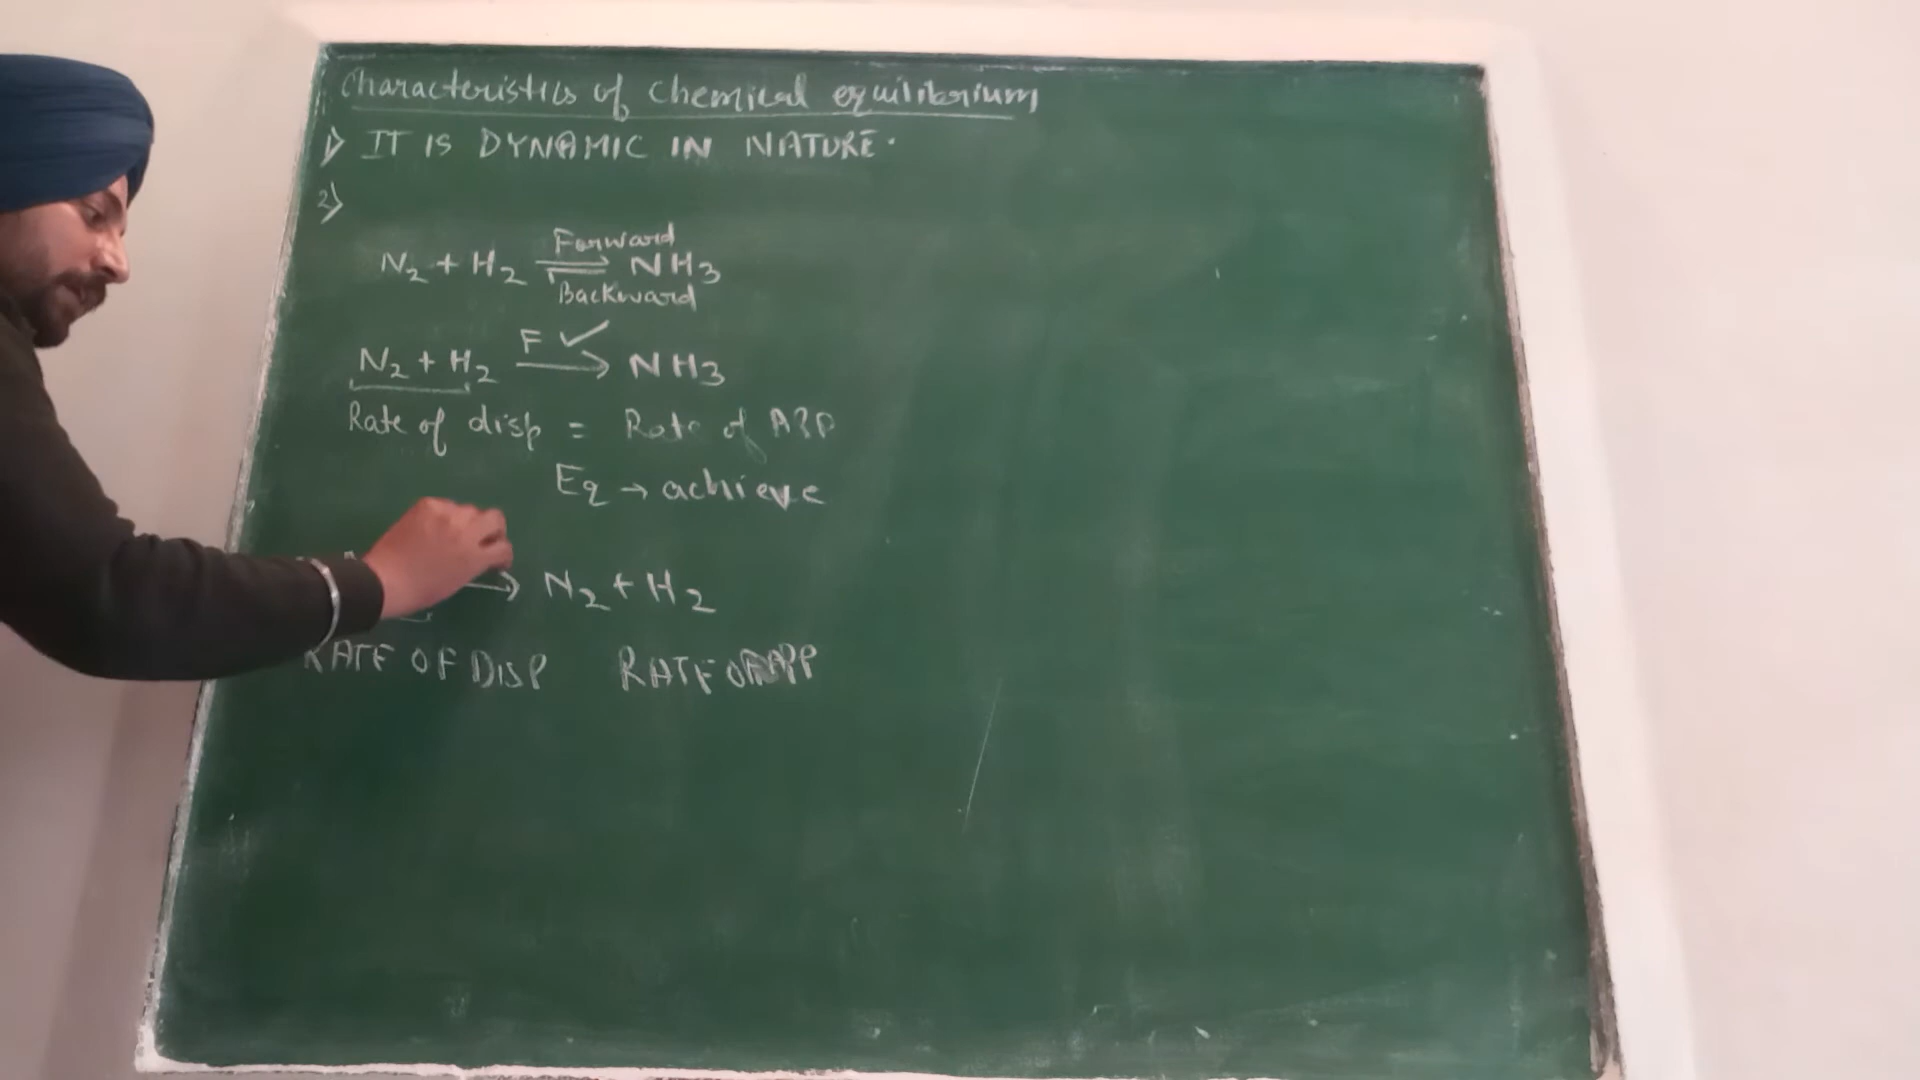 Characteristics of chemical equilibrium
1) IT IS DYNAMIC IN NATURE.
2)
Forward
N₂ + H₂ ⇌ NH₃
Backward
F ✓
N₂ + H₂ → NH₃
Rate of disp = Rate of APP
Eq → achieve
→ N₂ + H₂
RATE OF DISP RATE OF APP